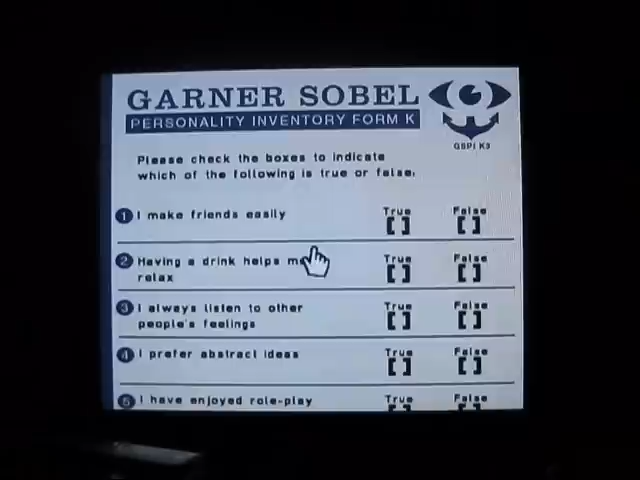 GARNER SOBEL
PERSONALITY INVENTORY FORM K
GSPI K3
Please check the boxes to indicate
which of the following is true or false.
1 I make friends easily True False
[ ] [ ]
2 Having a drink helps me True False
relax [ ] [ ]
3 I always listen to other True False
people's feelings [ ] [ ]
4 I prefer abstract ideas True False
[ ] [ ]
5 I have enjoyed role-play True False